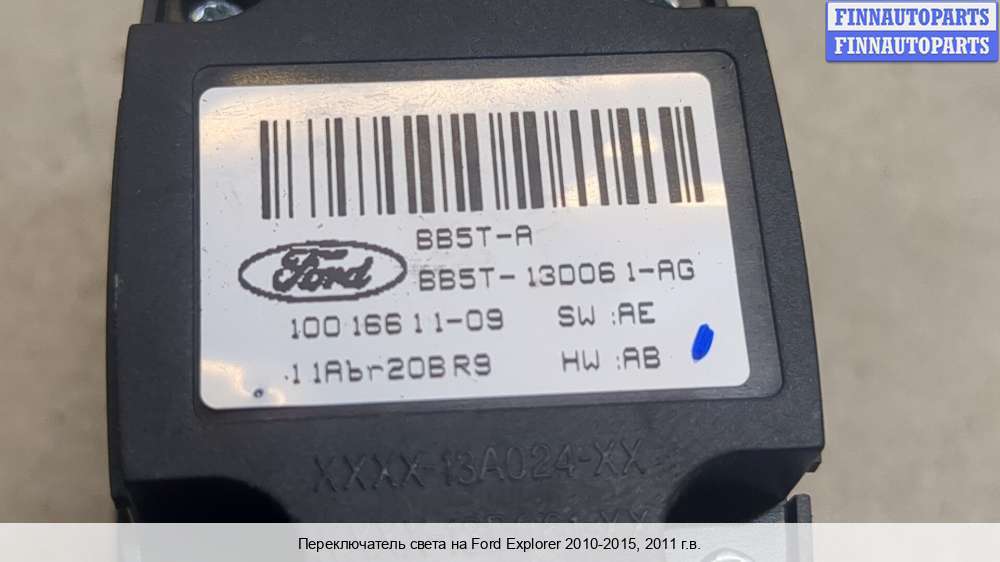 FINNAUTOPARTS
FINNAUTOPARTS
BB5T-A
Ford
BB5T-13D061-AG
10016611-09 SW :AE
11Abr20BR9 HW :AB
XXXX-13A024-XX
Переключатель света на Ford Explorer 2010-2015, 2011 г.в.